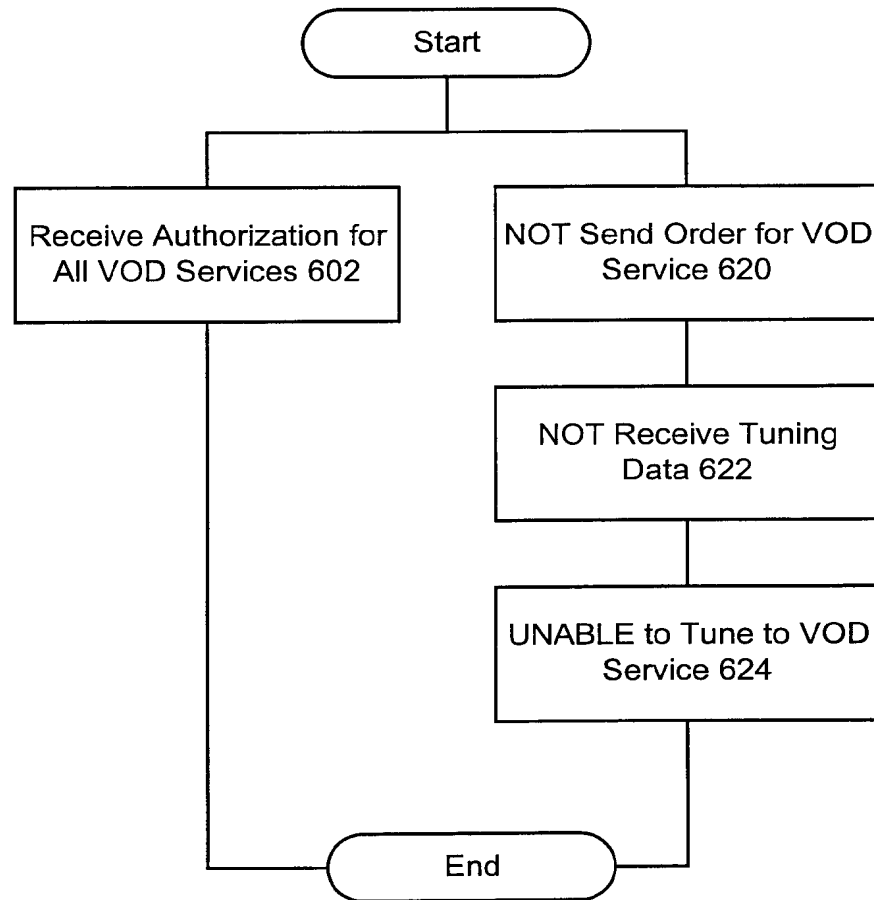 Start
Receive Authorization for
All VOD Services 602
NOT Send Order for VOD
Service 620
NOT Receive Tuning
Data 622
UNABLE to Tune to VOD
Service 624
End